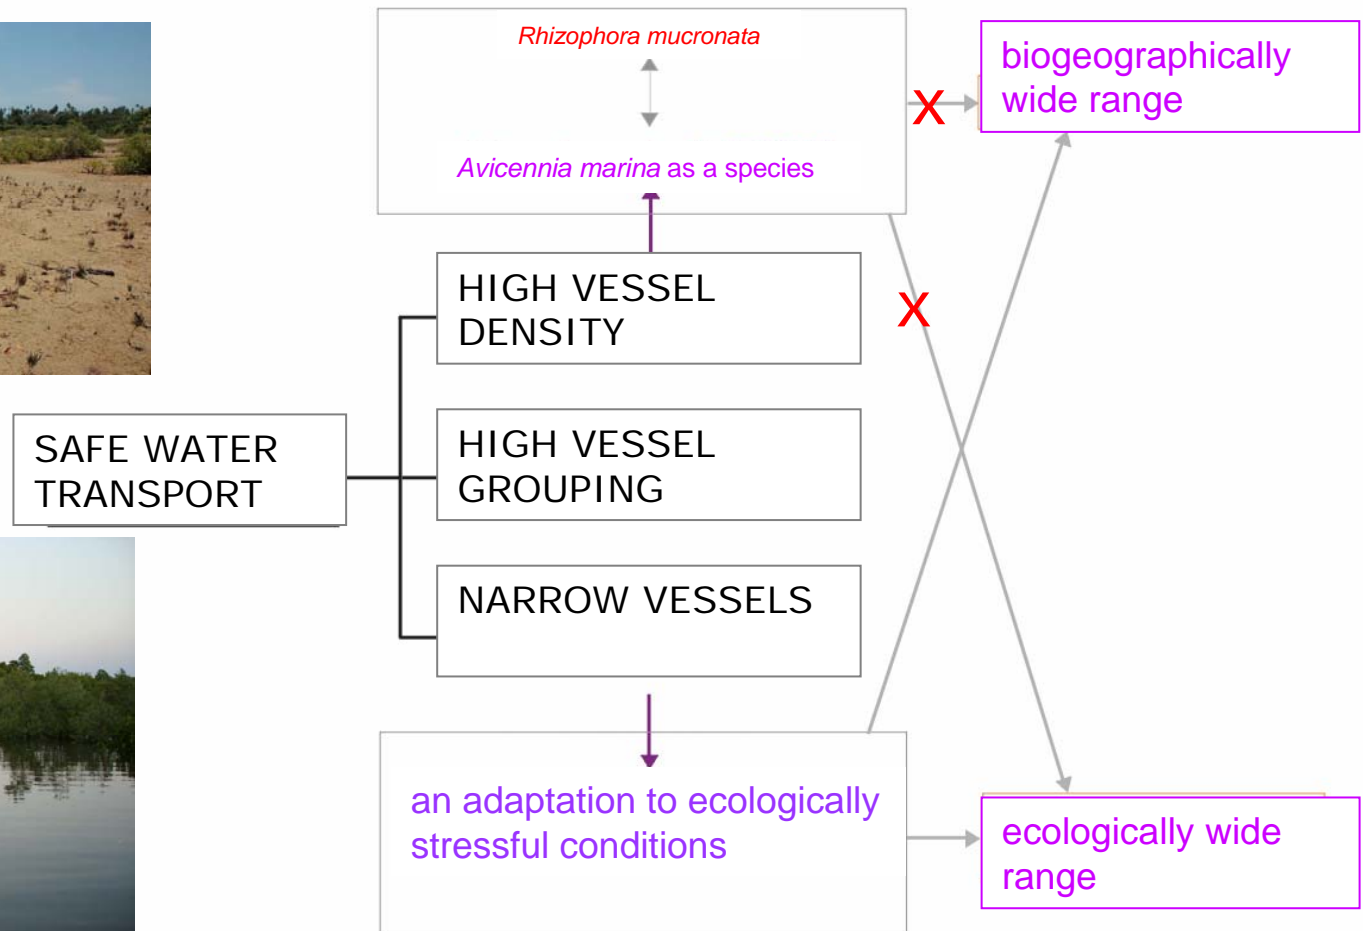 Rhizophora mucronata
biogeographically
wide range
X
Avicennia marina as a species
HIGH VESSEL
DENSITY
X
SAFE WATER
TRANSPORT
HIGH VESSEL
GROUPING
NARROW VESSELS
an adaptation to ecologically
stressful conditions
ecologically wide
range